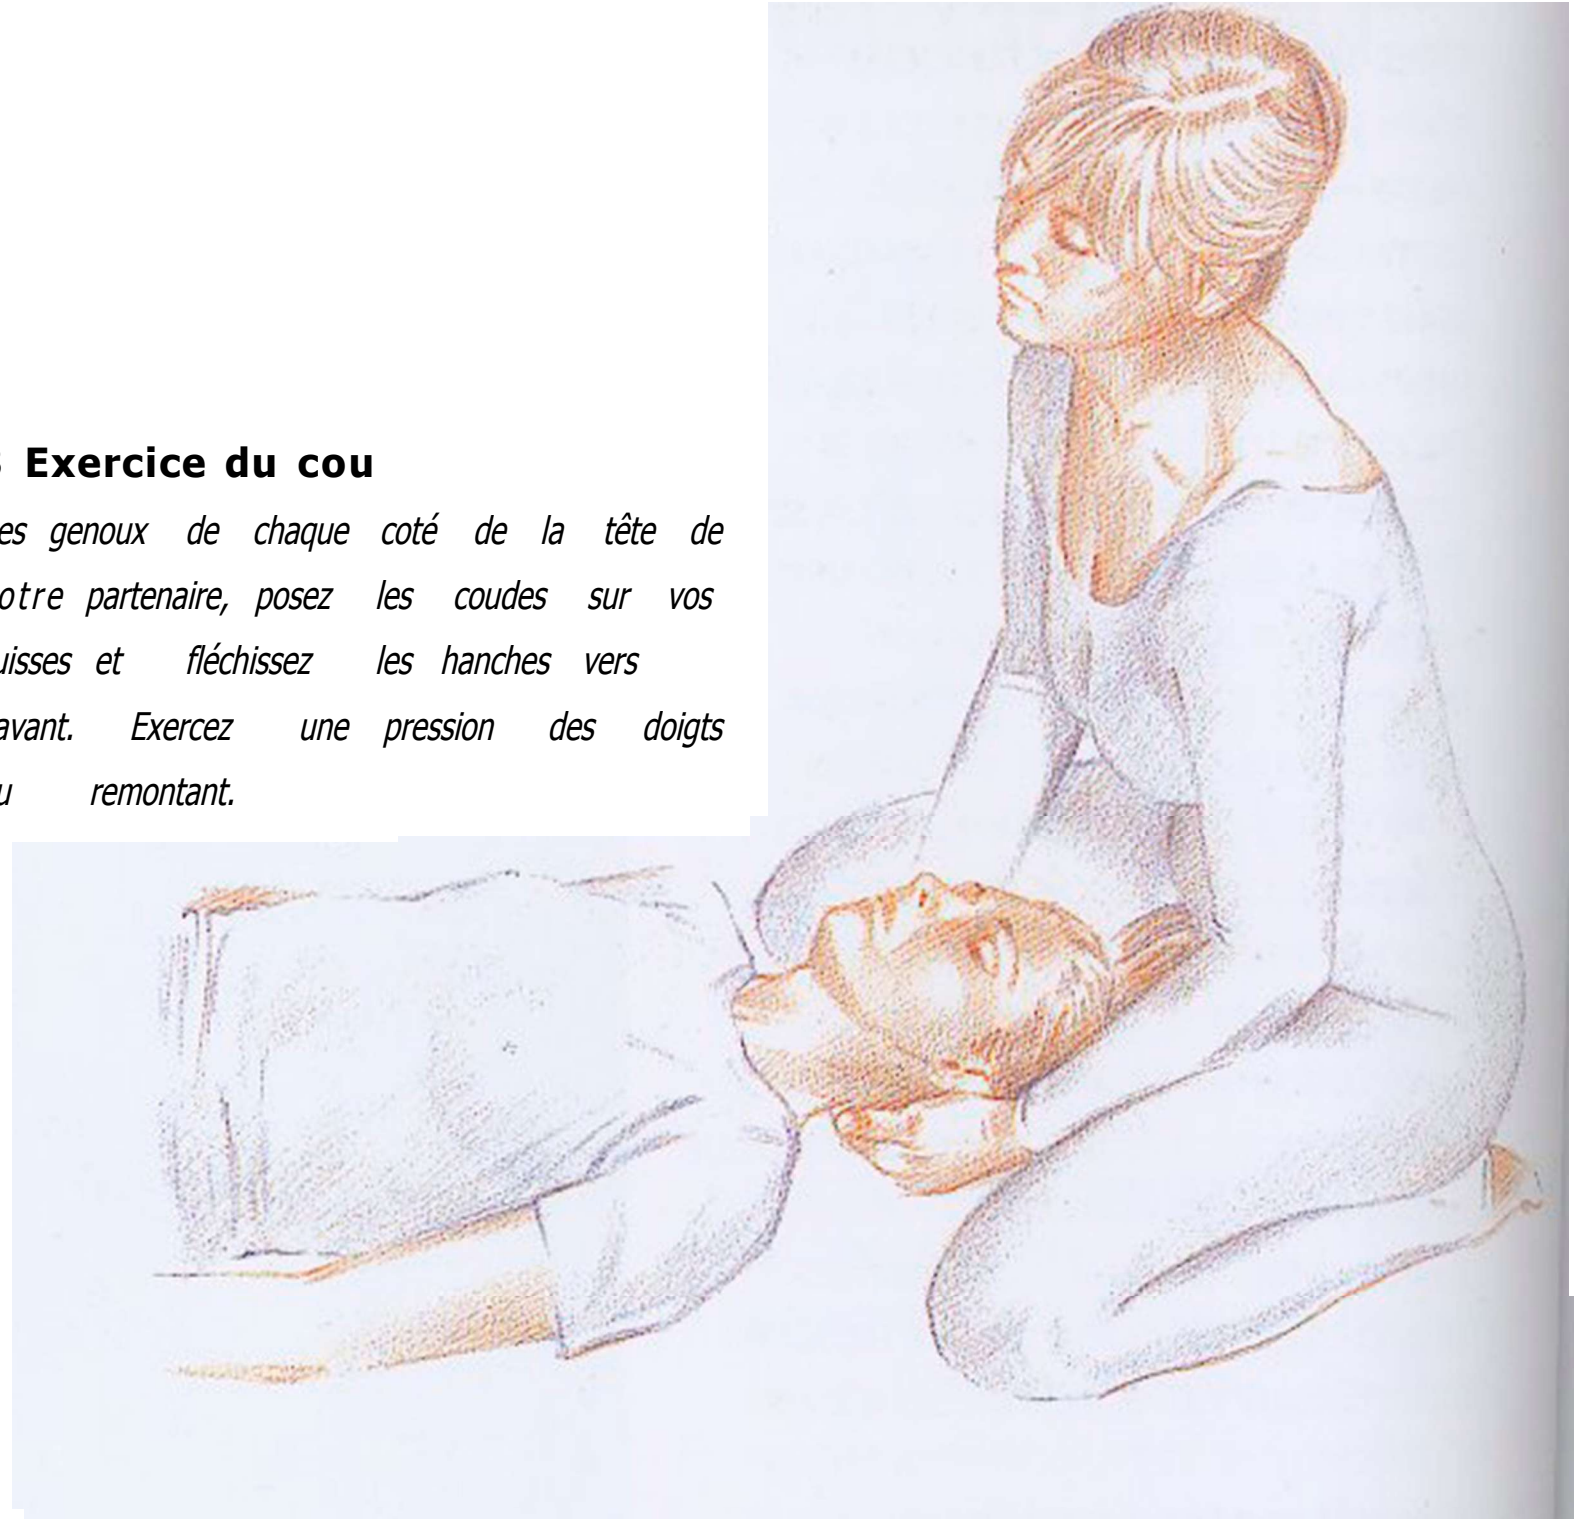 Exercice du cou
es genoux de chaque coté de la tête de
otre partenaire, posez les coudes sur vos
uisses et fléchissez les hanches vers
avant. Exercez une pression des doigts
u remontant.